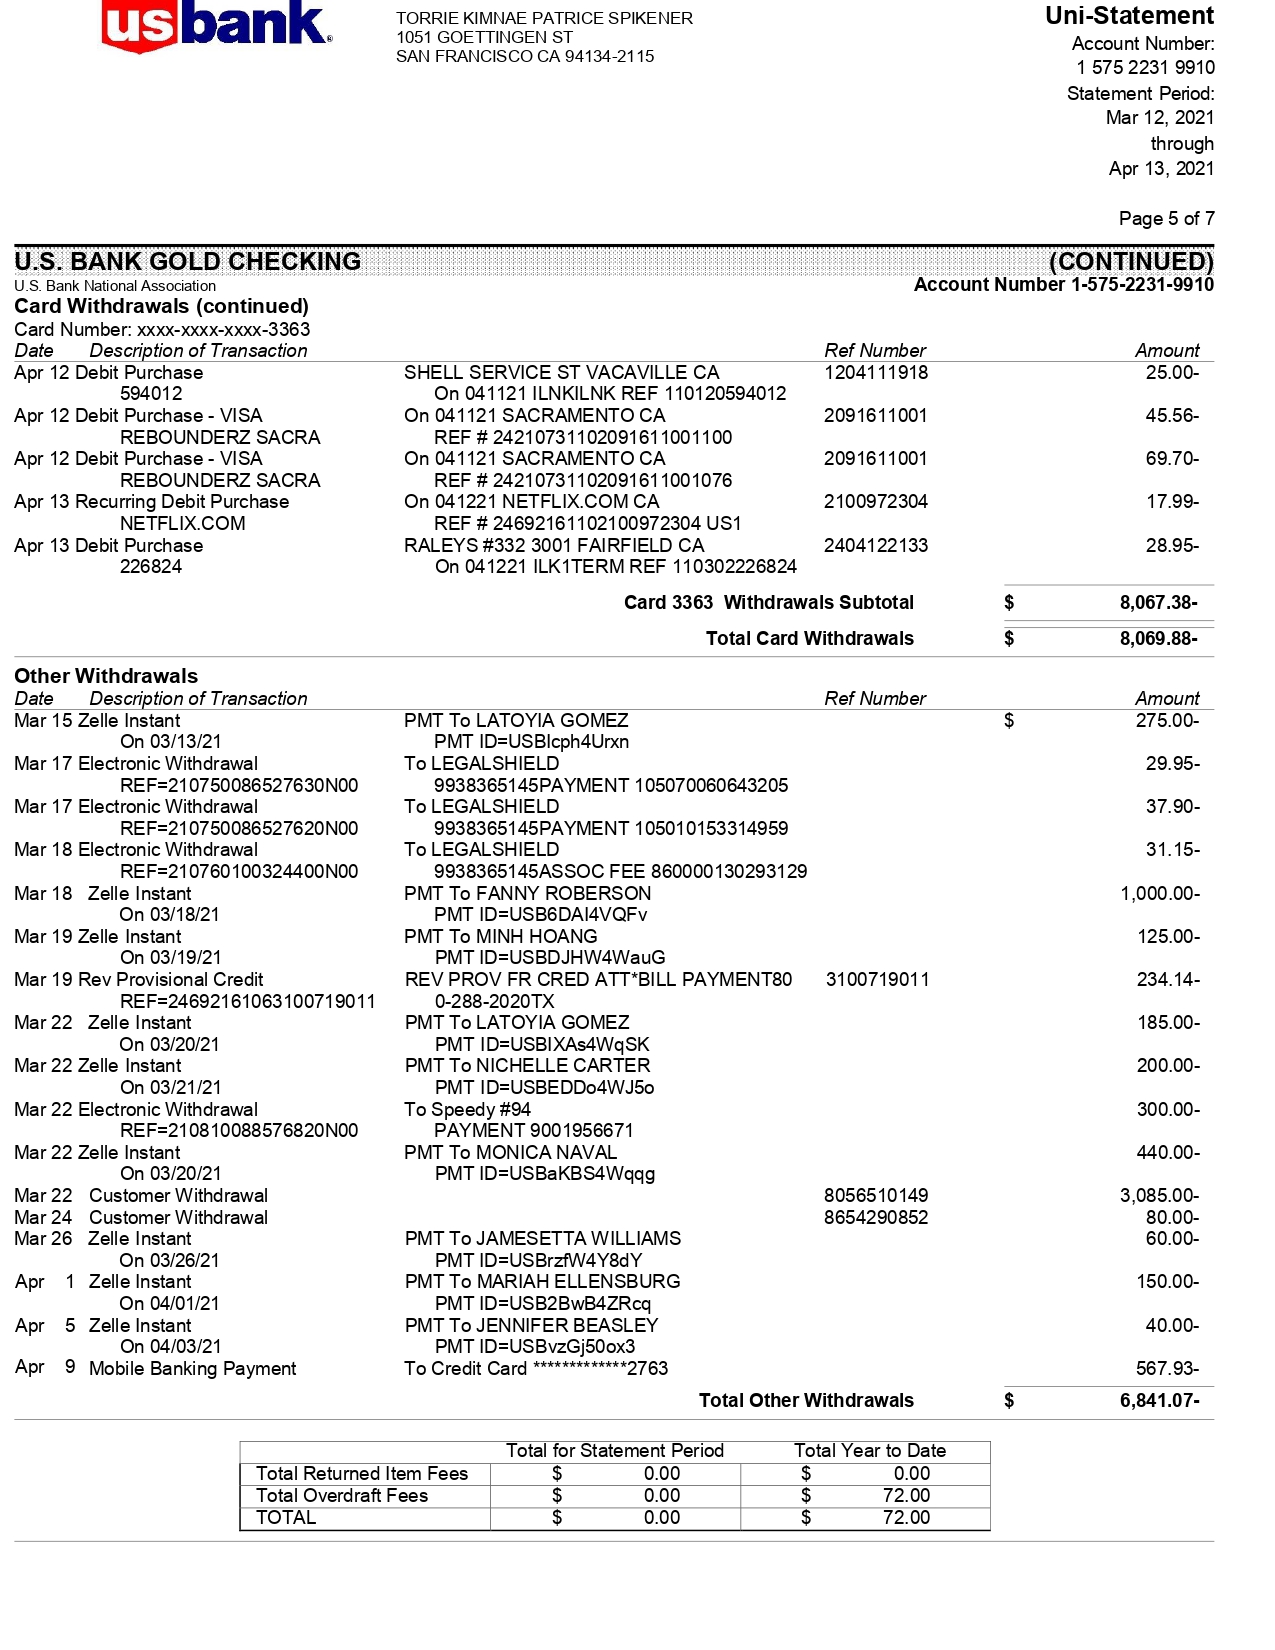 usbank®
TORRIE KIMNAE PATRICE SPIKENER
1051 GOETTINGEN ST
SAN FRANCISCO CA 94134-2115
Uni-Statement
Account Number:
1 575 2231 9910
Statement Period:
Mar 12, 2021
through
Apr 13, 2021
Page 5 of 7
U.S. BANK GOLD CHECKING (CONTINUED)
U.S. Bank National Association Account Number 1-575-2231-9910
Card Withdrawals (continued)
Card Number: xxxx-xxxx-xxxx-3363
Date Description of Transaction Ref Number Amount
Apr 12 Debit Purchase SHELL SERVICE ST VACAVILLE CA 1204111918 25.00-
594012 On 041121 ILNKILNK REF 110120594012
Apr 12 Debit Purchase - VISA On 041121 SACRAMENTO CA 2091611001 45.56-
REBOUNDERZ SACRA REF # 24210731102091611001100
Apr 12 Debit Purchase - VISA On 041121 SACRAMENTO CA 2091611001 69.70-
REBOUNDERZ SACRA REF # 24210731102091611001076
Apr 13 Recurring Debit Purchase On 041221 NETFLIX.COM CA 2100972304 17.99-
NETFLIX.COM REF # 24692161102100972304 US1
Apr 13 Debit Purchase RALEYS #332 3001 FAIRFIELD CA 2404122133 28.95-
226824 On 041221 ILK1TERM REF 110302226824
Card 3363 Withdrawals Subtotal $ 8,067.38-
Total Card Withdrawals $ 8,069.88-
Other Withdrawals
Date Description of Transaction Ref Number Amount
Mar 15 Zelle Instant PMT To LATOYIA GOMEZ $ 275.00-
On 03/13/21 PMT ID=USBIcph4Urxn
Mar 17 Electronic Withdrawal To LEGALSHIELD 29.95-
REF=210750086527630N00 9938365145PAYMENT 105070060643205
Mar 17 Electronic Withdrawal To LEGALSHIELD 37.90-
REF=210750086527620N00 9938365145PAYMENT 105010153314959
Mar 18 Electronic Withdrawal To LEGALSHIELD 31.15-
REF=210760100324400N00 9938365145ASSOC FEE 860000130293129
Mar 18 Zelle Instant PMT To FANNY ROBERSON 1,000.00-
On 03/18/21 PMT ID=USB6DAI4VQFv
Mar 19 Zelle Instant PMT To MINH HOANG 125.00-
On 03/19/21 PMT ID=USBDJHW4WauG
Mar 19 Rev Provisional Credit REV PROV FR CRED ATT*BILL PAYMENT80 3100719011 234.14-
REF=24692161063100719011 0-288-2020TX
Mar 22 Zelle Instant PMT To LATOYIA GOMEZ 185.00-
On 03/20/21 PMT ID=USBIXAs4WqSK
Mar 22 Zelle Instant PMT To NICHELLE CARTER 200.00-
On 03/21/21 PMT ID=USBEDDo4WJ5o
Mar 22 Electronic Withdrawal To Speedy #94 300.00-
REF=210810088576820N00 PAYMENT 9001956671
Mar 22 Zelle Instant PMT To MONICA NAVAL 440.00-
On 03/20/21 PMT ID=USBaKBS4Wqqg
Mar 22 Customer Withdrawal 8056510149 3,085.00-
Mar 24 Customer Withdrawal 8654290852 80.00-
Mar 26 Zelle Instant PMT To JAMESETTA WILLIAMS 60.00-
On 03/26/21 PMT ID=USBrzfW4Y8dY
Apr 1 Zelle Instant PMT To MARIAH ELLENSBURG 150.00-
On 04/01/21 PMT ID=USB2BwB4ZRcq
Apr 5 Zelle Instant PMT To JENNIFER BEASLEY 40.00-
On 04/03/21 PMT ID=USBvzGj50ox3
Apr 9 Mobile Banking Payment To Credit Card *************2763 567.93-
Total Other Withdrawals $ 6,841.07-
Total for Statement Period Total Year to Date
Total Returned Item Fees $ 0.00 $ 0.00
Total Overdraft Fees $ 0.00 $ 72.00
TOTAL $ 0.00 $ 72.00